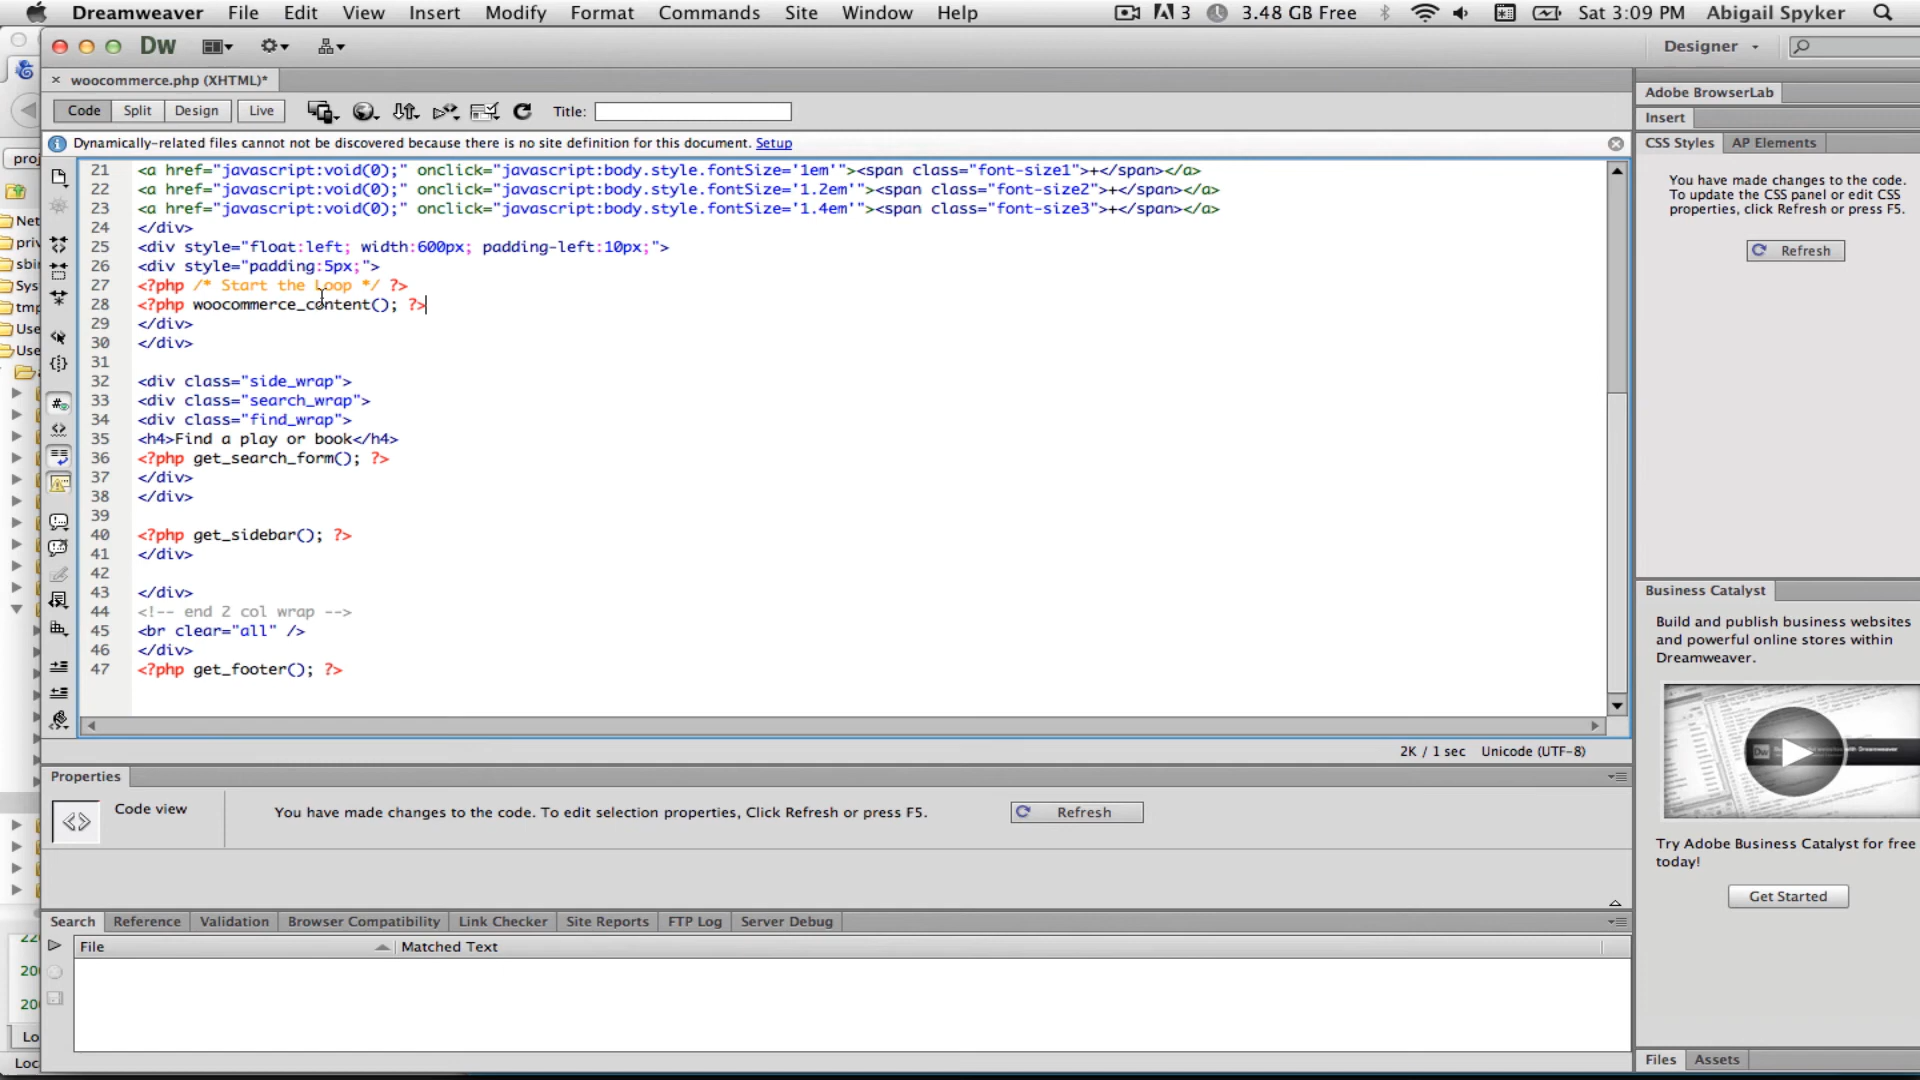 Dreamweaver File Edit View Insert Modify Format Commands Site Window Help 3 3.48 GB Free Sat 3:09 PM Abigail Spyker
Dw Designer
woocommerce.php (XHTML)*
Code Split Design Live Title:
Dynamically-related files cannot not be discovered because there is no site definition for this document. Setup
21 <a href="javascript:void(0);" onclick="javascript:body.style.fontSize='1em'"><span class="font-size1">+</span></a>
22 <a href="javascript:void(0);" onclick="javascript:body.style.fontSize='1.2em'"><span class="font-size2">+</span></a>
23 <a href="javascript:void(0);" onclick="javascript:body.style.fontSize='1.4em'"><span class="font-size3">+</span></a>
24 </div>
25 <div style="float:left; width:600px; padding-left:10px;">
26 <div style="padding:5px;">
27 <?php /* Start the Loop */ ?>
28 <?php woocommerce_content(); ?>
29 </div>
30 </div>
31
32 <div class="side_wrap">
33 <div class="search_wrap">
34 <div class="find_wrap">
35 <h4>Find a play or book</h4>
36 <?php get_search_form(); ?>
37 </div>
38 </div>
39
40 <?php get_sidebar(); ?>
41 </div>
42
43 </div>
44 <!-- end 2 col wrap -->
45 <br clear="all" />
46 </div>
47 <?php get_footer(); ?>
2K / 1 sec Unicode (UTF-8)
Properties
Code view
You have made changes to the code. To edit selection properties, Click Refresh or press F5. Refresh
Search Reference Validation Browser Compatibility Link Checker Site Reports FTP Log Server Debug
File Matched Text
Adobe BrowserLab
Insert
CSS Styles AP Elements
You have made changes to the code.
To update the CSS panel or edit CSS
properties, click Refresh or press F5.
Refresh
Business Catalyst
Build and publish business websites
and powerful online stores within
Dreamweaver.
Try Adobe Business Catalyst for free
today!
Get Started
Files Assets
proj
Net
priv
sbi
Sys
tmp
Use
Use
220
200
200
Lo
Loc